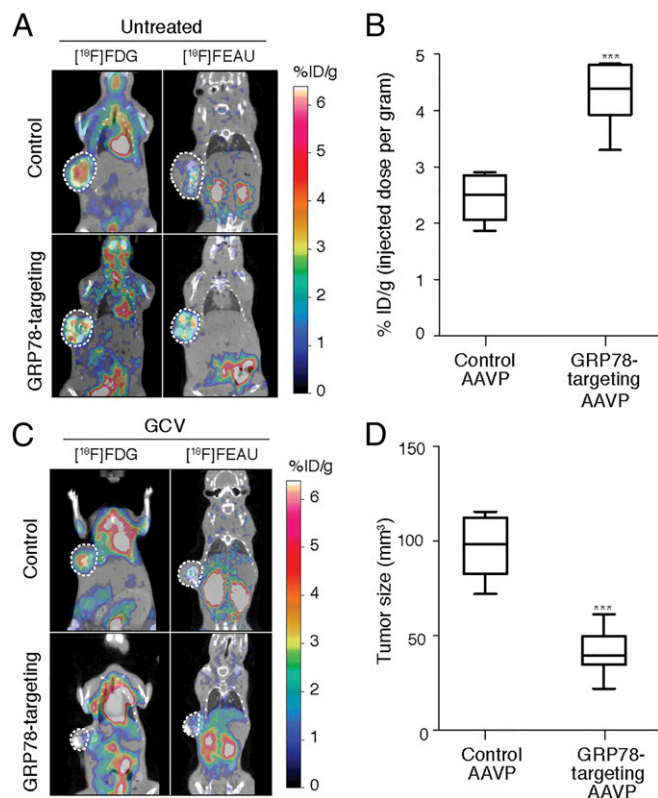 A
Untreated
[¹⁸F]FDG
[¹⁸F]FEAU
%ID/g
Control
GRP78-targeting
6
5
4
3
2
1
0
B
% ID/g (injected dose per gram)
5
4
3
2
1
0
***
Control
AAVP
GRP78-
targeting
AAVP
C
GCV
[¹⁸F]FDG
[¹⁸F]FEAU
%ID/g
Control
GRP78-targeting
6
5
4
3
2
1
0
D
Tumor size (mm³)
150
100
50
0
***
Control
AAVP
GRP78-
targeting
AAVP